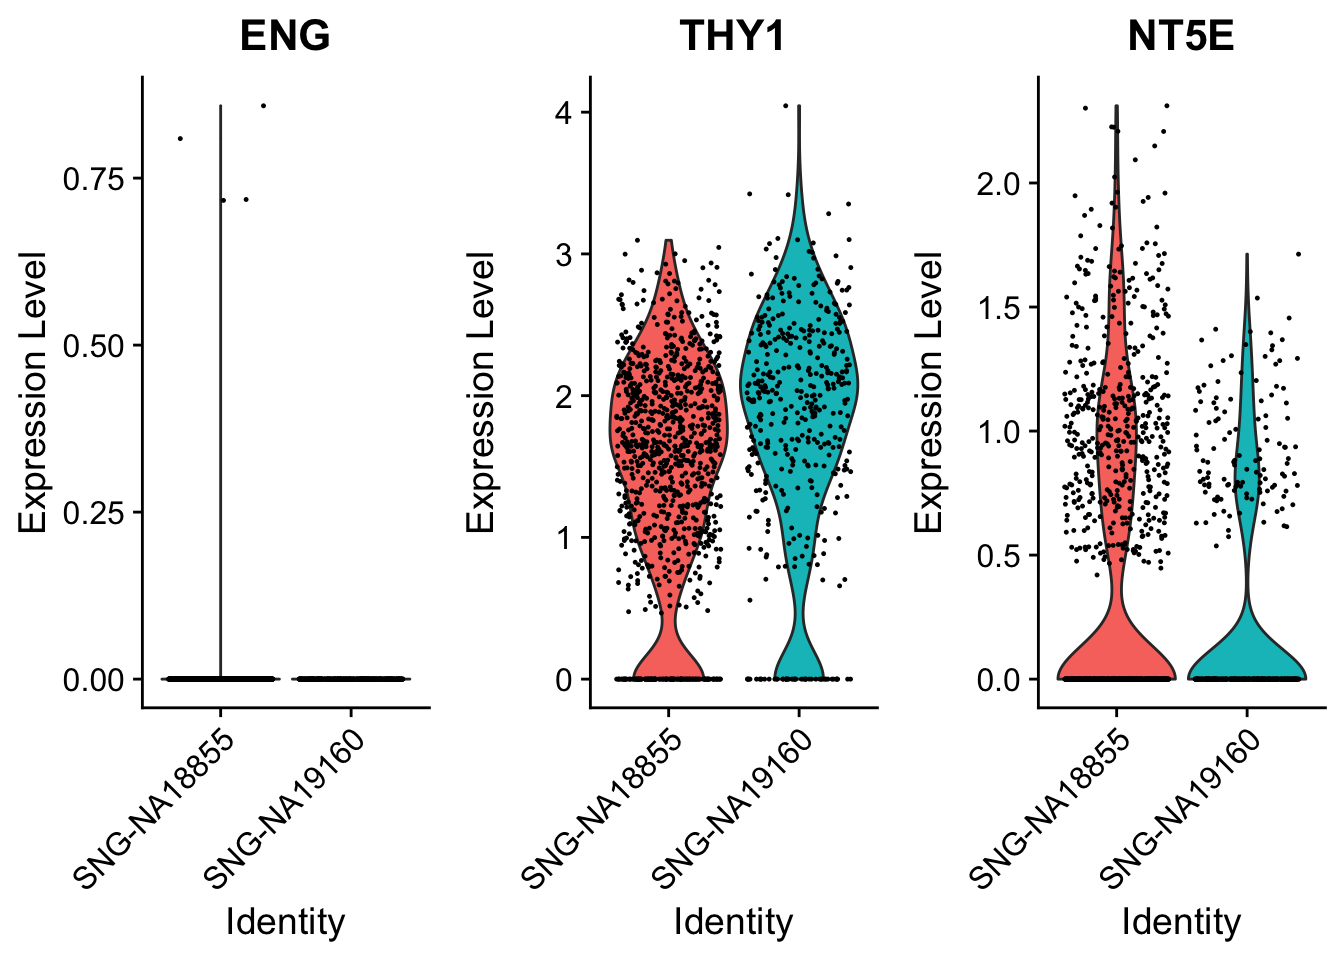 ENG
THY1
NT5E
Expression Level
0.75
0.50
0.25
0.00
SNG-NA18855
SNG-NA19160
Identity
Expression Level
4
3
2
1
0
SNG-NA18855
SNG-NA19160
Identity
Expression Level
2.0
1.5
1.0
0.5
0.0
SNG-NA18855
SNG-NA19160
Identity